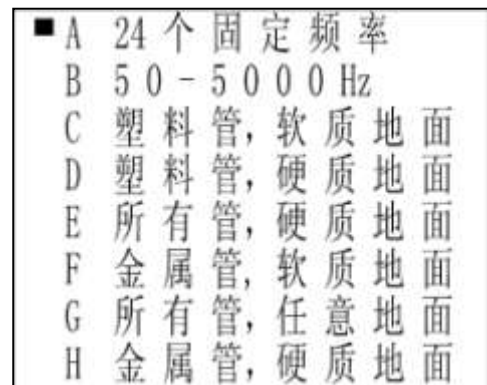 ■A 24个固定频率
B 50-5000Hz
C 塑料管,软质地面
D 塑料管,硬质地面
E 所有管,硬质地面
F 金属管,软质地面
G 所有管,任意地面
H 金属管,硬质地面